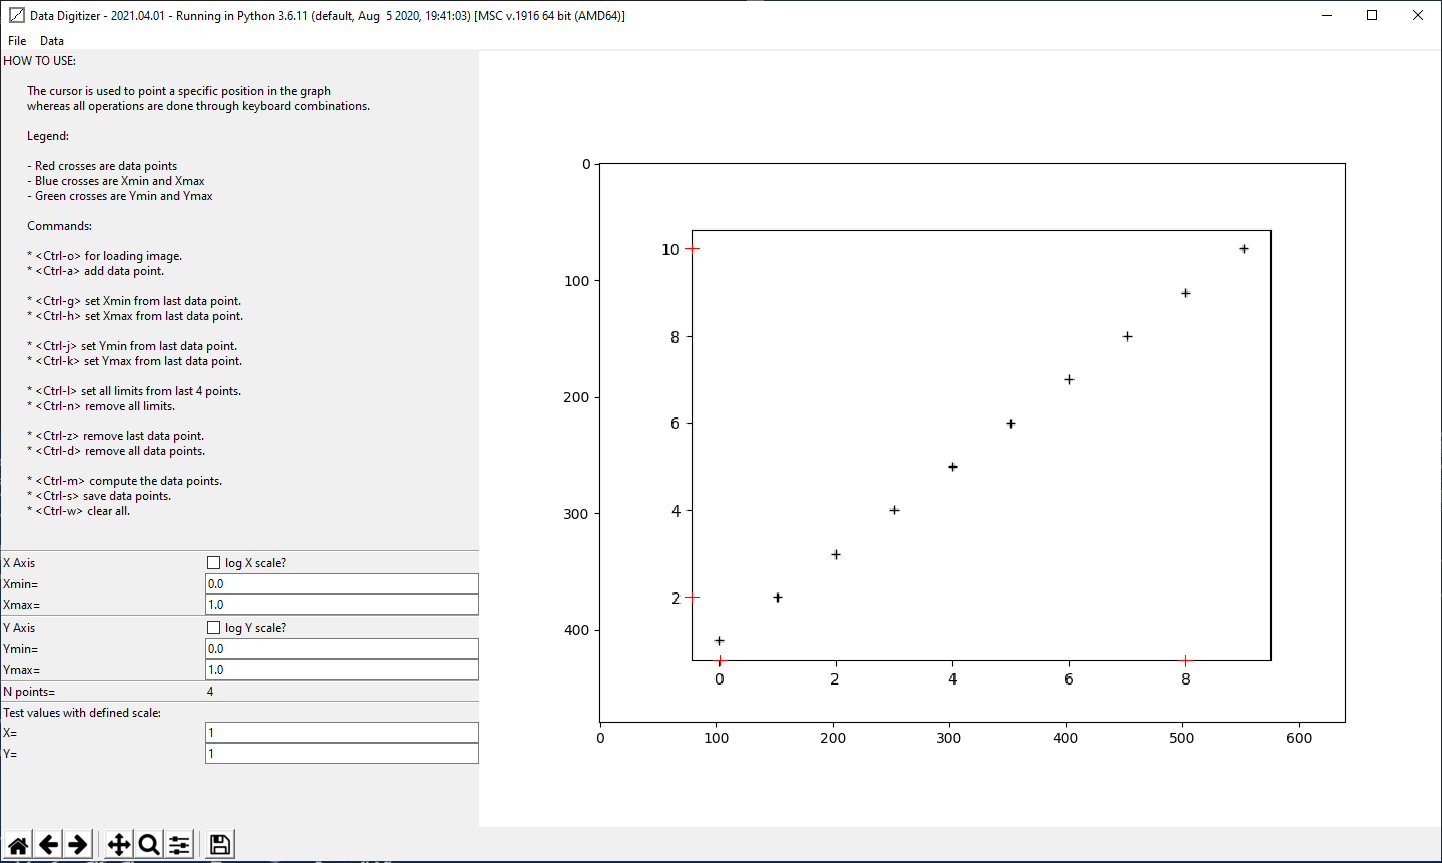 Data Digitizer - 2021.04.01 - Running in Python 3.6.11 (default, Aug  5 2020, 19:41:03) [MSC v.1916 64 bit (AMD64)]
File Data
HOW TO USE:
The cursor is used to point a specific position in the graph
whereas all operations are done through keyboard combinations.
Legend:
- Red crosses are data points
- Blue crosses are Xmin and Xmax
- Green crosses are Ymin and Ymax
Commands:
* <Ctrl-o> for loading image.
* <Ctrl-a> add data point.
* <Ctrl-g> set Xmin from last data point.
* <Ctrl-h> set Xmax from last data point.
* <Ctrl-j> set Ymin from last data point.
* <Ctrl-k> set Ymax from last data point.
* <Ctrl-l> set all limits from last 4 points.
* <Ctrl-n> remove all limits.
* <Ctrl-z> remove last data point.
* <Ctrl-d> remove all data points.
* <Ctrl-m> compute the data points.
* <Ctrl-s> save data points.
* <Ctrl-w> clear all.
X Axis log X scale?
Xmin= 0.0
Xmax= 1.0
Y Axis log Y scale?
Ymin= 0.0
Ymax= 1.0
N points= 4
Test values with defined scale:
X= 1
Y= 1
0
100
200
300
400
10
8
6
4
2
0 2 4 6 8
0 100 200 300 400 500 600